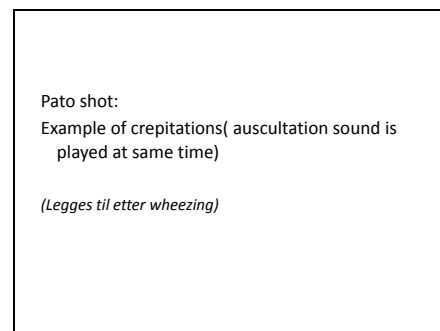 Pato shot:
Example of crepitations( auscultation sound is
played at same time)
(Legges til etter wheezing)